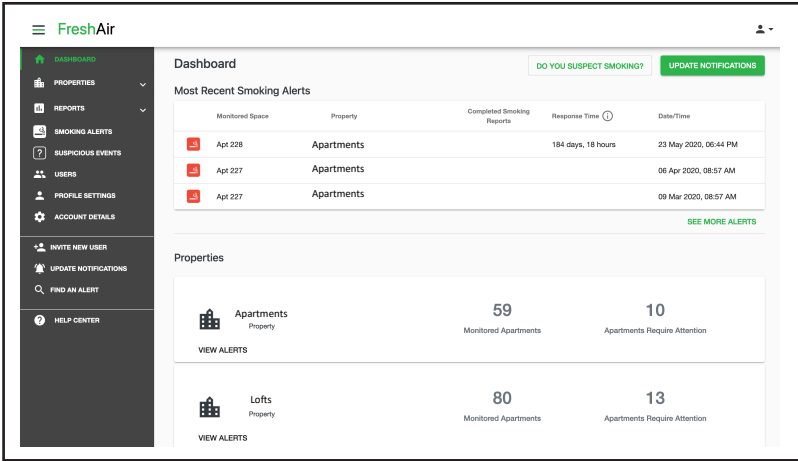 FreshAir
DASHBOARD
PROPERTIES
REPORTS
SMOKING ALERTS
? SUSPICIOUS EVENTS
USERS
PROFILE SETTINGS
ACCOUNT DETAILS
INVITE NEW USER
UPDATE NOTIFICATIONS
FIND AN ALERT
? HELP CENTER
Dashboard
DO YOU SUSPECT SMOKING?
UPDATE NOTIFICATIONS
Most Recent Smoking Alerts
Monitored Space Property Completed Smoking Reports Response Time i Date/Time
Apt 228 Apartments 184 days, 18 hours 23 May 2020, 06:44 PM
Apt 227 Apartments 06 Apr 2020, 08:57 AM
Apt 227 Apartments 09 Mar 2020, 08:57 AM
SEE MORE ALERTS
Properties
Apartments
Property
59
Monitored Apartments
10
Apartments Require Attention
VIEW ALERTS
Lofts
Property
80
Monitored Apartments
13
Apartments Require Attention
VIEW ALERTS